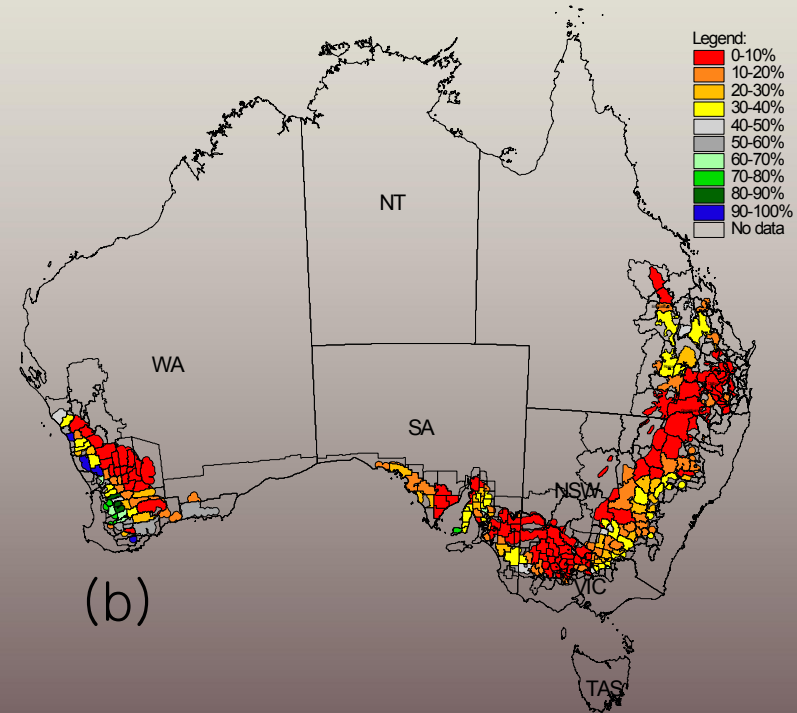 Legend:
0-10%
10-20%
20-30%
30-40%
40-50%
50-60%
60-70%
70-80%
80-90%
90-100%
No data
NT
WA
SA
NSW
VIC
TAS
(b)